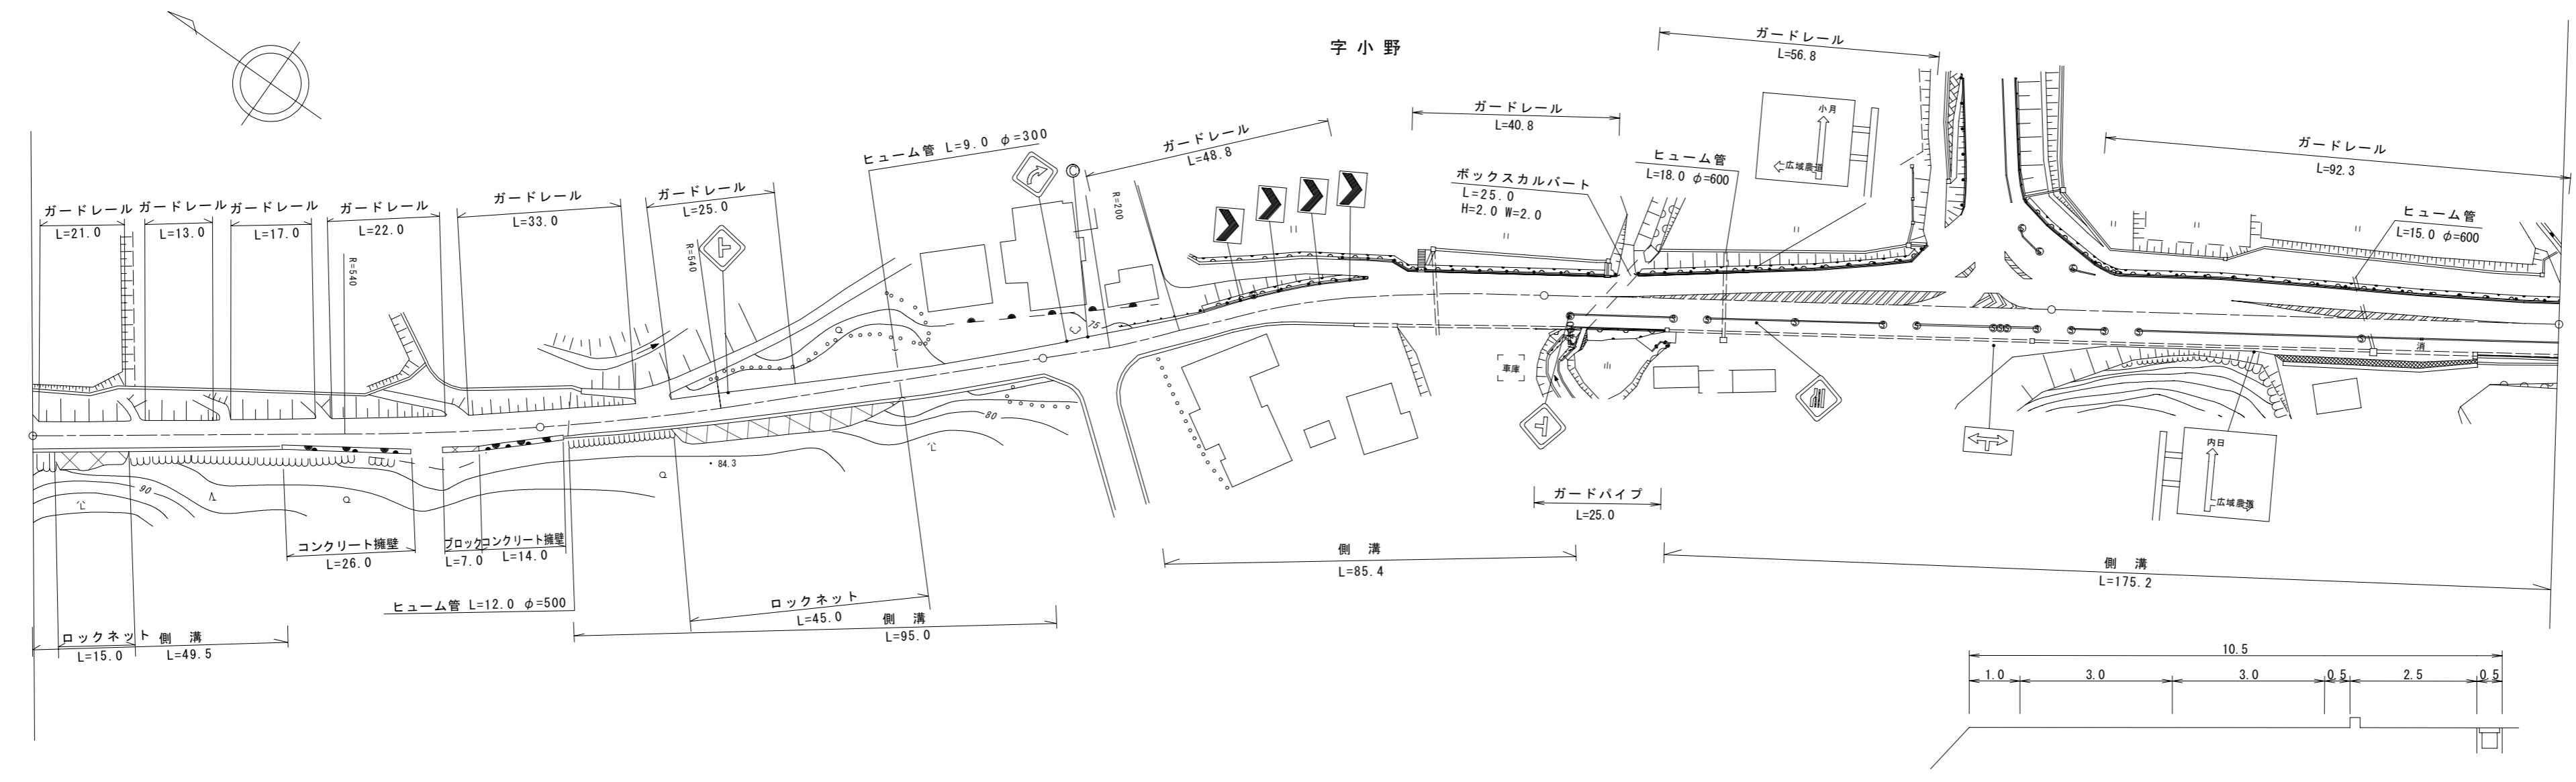 字小野
ガードレール
L=56.8
ガードレール
L=40.8
小月
広域農道
ガードレール
L=92.3
ヒューム管 L=9.0 φ=300
ガードレール
L=48.8
ヒューム管
L=18.0 φ=600
ボックスカルバート
L=25.0
H=2.0 W=2.0
ガードレール
L=21.0
ガードレール
L=13.0
ガードレール
L=17.0
ガードレール
L=22.0
ガードレール
L=33.0
ガードレール
L=25.0
R=540
R=540
R=200
ヒューム管
L=15.0 φ=600
75
車庫
消
80
84.3
90
内日
広域農道
ガードパイプ
L=25.0
コンクリート擁壁
L=26.0
ブロック
L=7.0
コンクリート擁壁
L=14.0
側溝
L=85.4
側溝
L=175.2
ヒューム管 L=12.0 φ=500
ロックネット
L=45.0
側溝
L=95.0
ロックネット
L=15.0
側溝
L=49.5
10.5
1.0
3.0
3.0
0.5
2.5
0.5